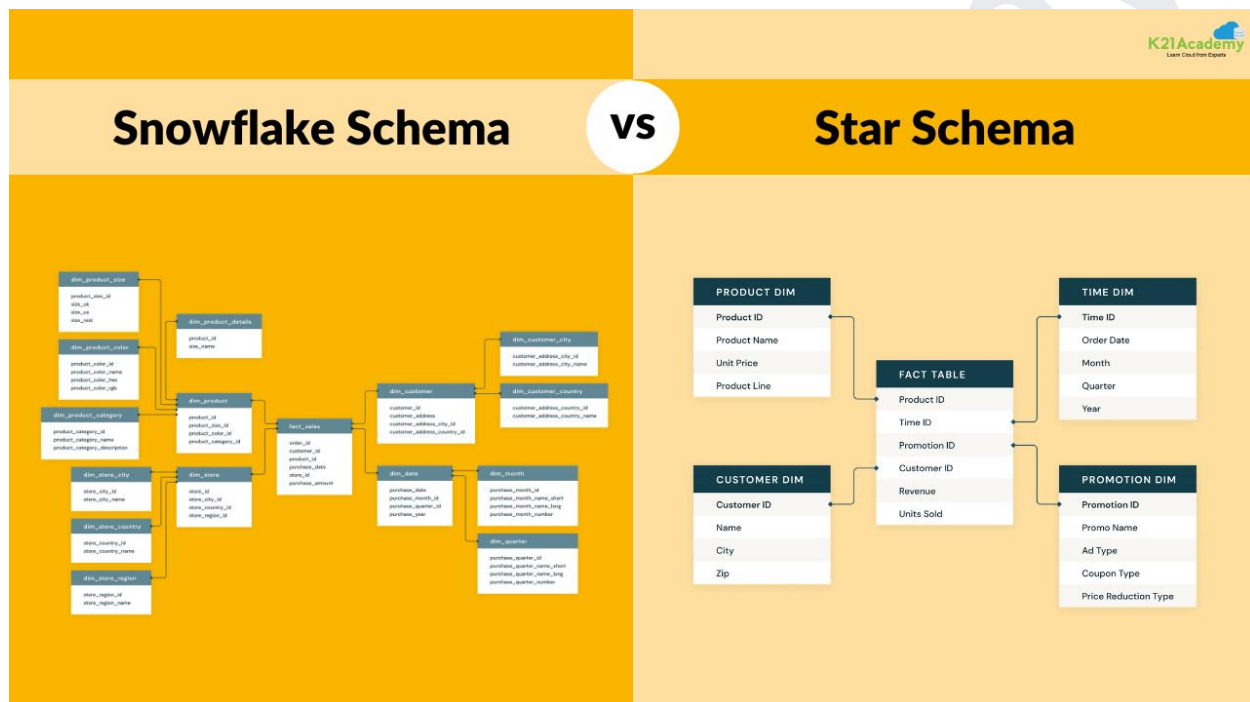 K21Academy
Learn Cloud from Experts
Snowflake Schema
vs
Star Schema
dim_product_size
product_size_id
size_uk
size_us
size_rest
dim_product_details
product_id
size_name
dim_product_color
product_color_id
product_color_name
product_color_hex
product_color_rgb
dim_product_category
product_category_id
product_category_name
product_category_description
dim_product
product_id
product_size_id
product_color_id
product_category_id
dim_store_city
store_city_id
store_city_name
dim_store
store_id
store_city_id
store_country_id
store_region_id
dim_store_country
store_country_id
store_country_name
dim_store_region
store_region_id
store_region_name
fact_sales
order_id
customer_id
product_id
purchase_date
store_id
purchase_amount
dim_customer
customer_id
customer_address
customer_address_city_id
customer_address_country_id
dim_customer_city
customer_address_city_id
customer_address_city_name
dim_customer_country
customer_address_country_id
customer_address_country_name
dim_date
purchase_date
purchase_month_id
purchase_quarter_id
purchase_year
dim_month
purchase_month_id
purchase_month_name_short
purchase_month_name_long
purchase_month_number
dim_quarter
purchase_quarter_id
purchase_quarter_name_short
purchase_quarter_name_long
purchase_quarter_number
PRODUCT DIM
Product ID
Product Name
Unit Price
Product Line
CUSTOMER DIM
Customer ID
Name
City
Zip
FACT TABLE
Product ID
Time ID
Promotion ID
Customer ID
Revenue
Units Sold
TIME DIM
Time ID
Order Date
Month
Quarter
Year
PROMOTION DIM
Promotion ID
Promo Name
Ad Type
Coupon Type
Price Reduction Type